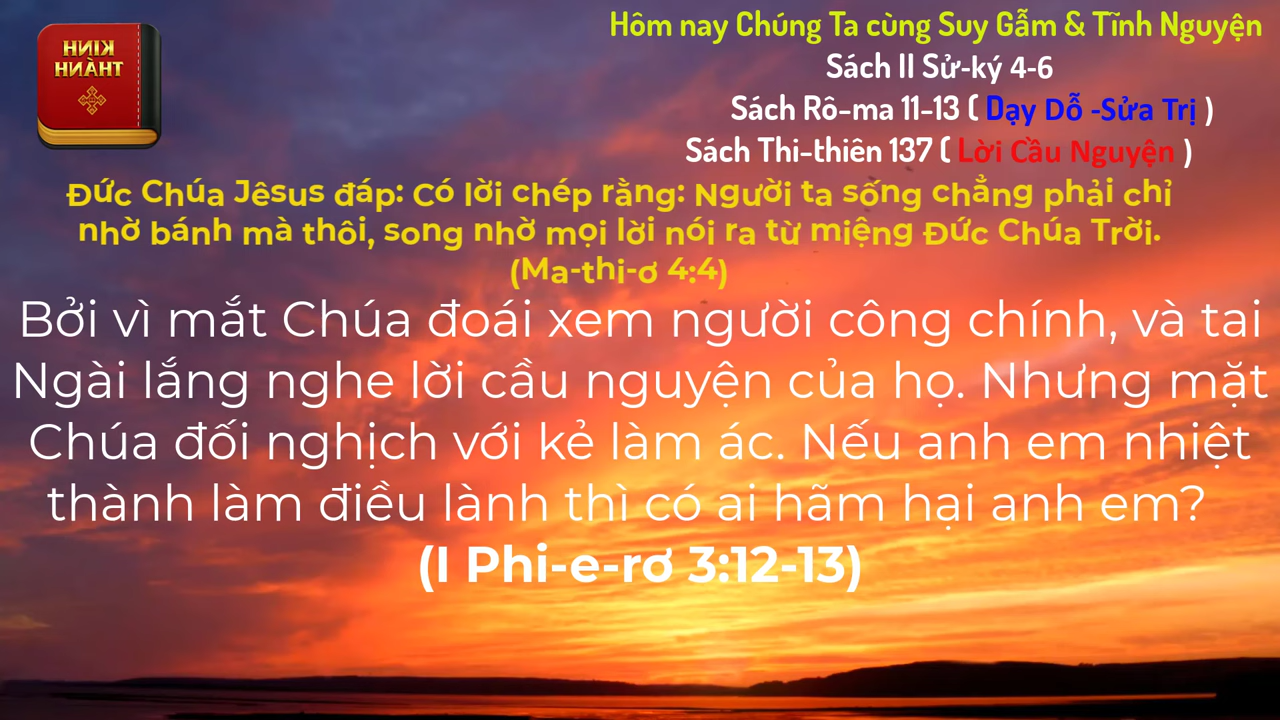 KINH
THÀNH
Hôm nay Chúng Ta cùng Suy Gẫm & Tĩnh Nguyện
Sách II Sử-ký 4-6
Sách Rô-ma 11-13 ( Dạy Dỗ -Sửa Trị )
Sách Thi-thiên 137 ( Lời Cầu Nguyện )
Đức Chúa Jêsus đáp: Có lời chép rằng: Người ta sống chẳng phải chỉ
nhờ bánh mà thôi, song nhờ mọi lời nói ra từ miệng Đức Chúa Trời.
(Ma-thi-ơ 4:4)
Bởi vì mắt Chúa đoái xem người công chính, và tai
Ngài lắng nghe lời cầu nguyện của họ. Nhưng mặt
Chúa đối nghịch với kẻ làm ác. Nếu anh em nhiệt
thành làm điều lành thì có ai hãm hại anh em?
(I Phi-e-rơ 3:12-13)